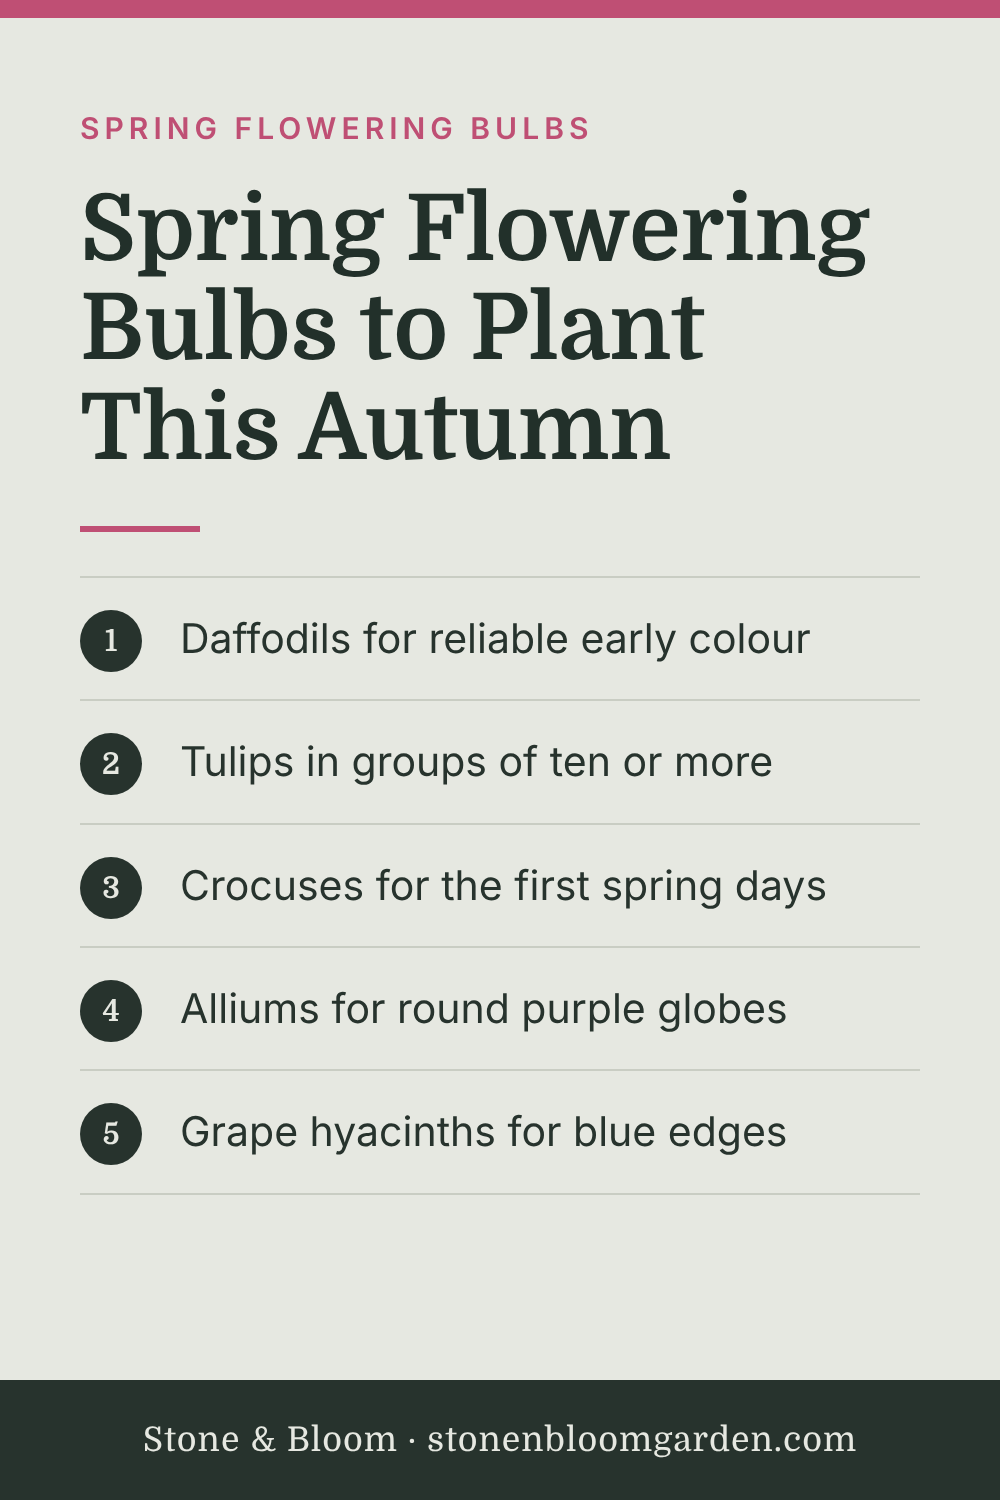 SPRING FLOWERING BULBS
Spring Flowering
Bulbs to Plant
This Autumn
1 Daffodils for reliable early colour
2 Tulips in groups of ten or more
3 Crocuses for the first spring days
4 Alliums for round purple globes
5 Grape hyacinths for blue edges
Stone & Bloom · stonenbloomgarden.com